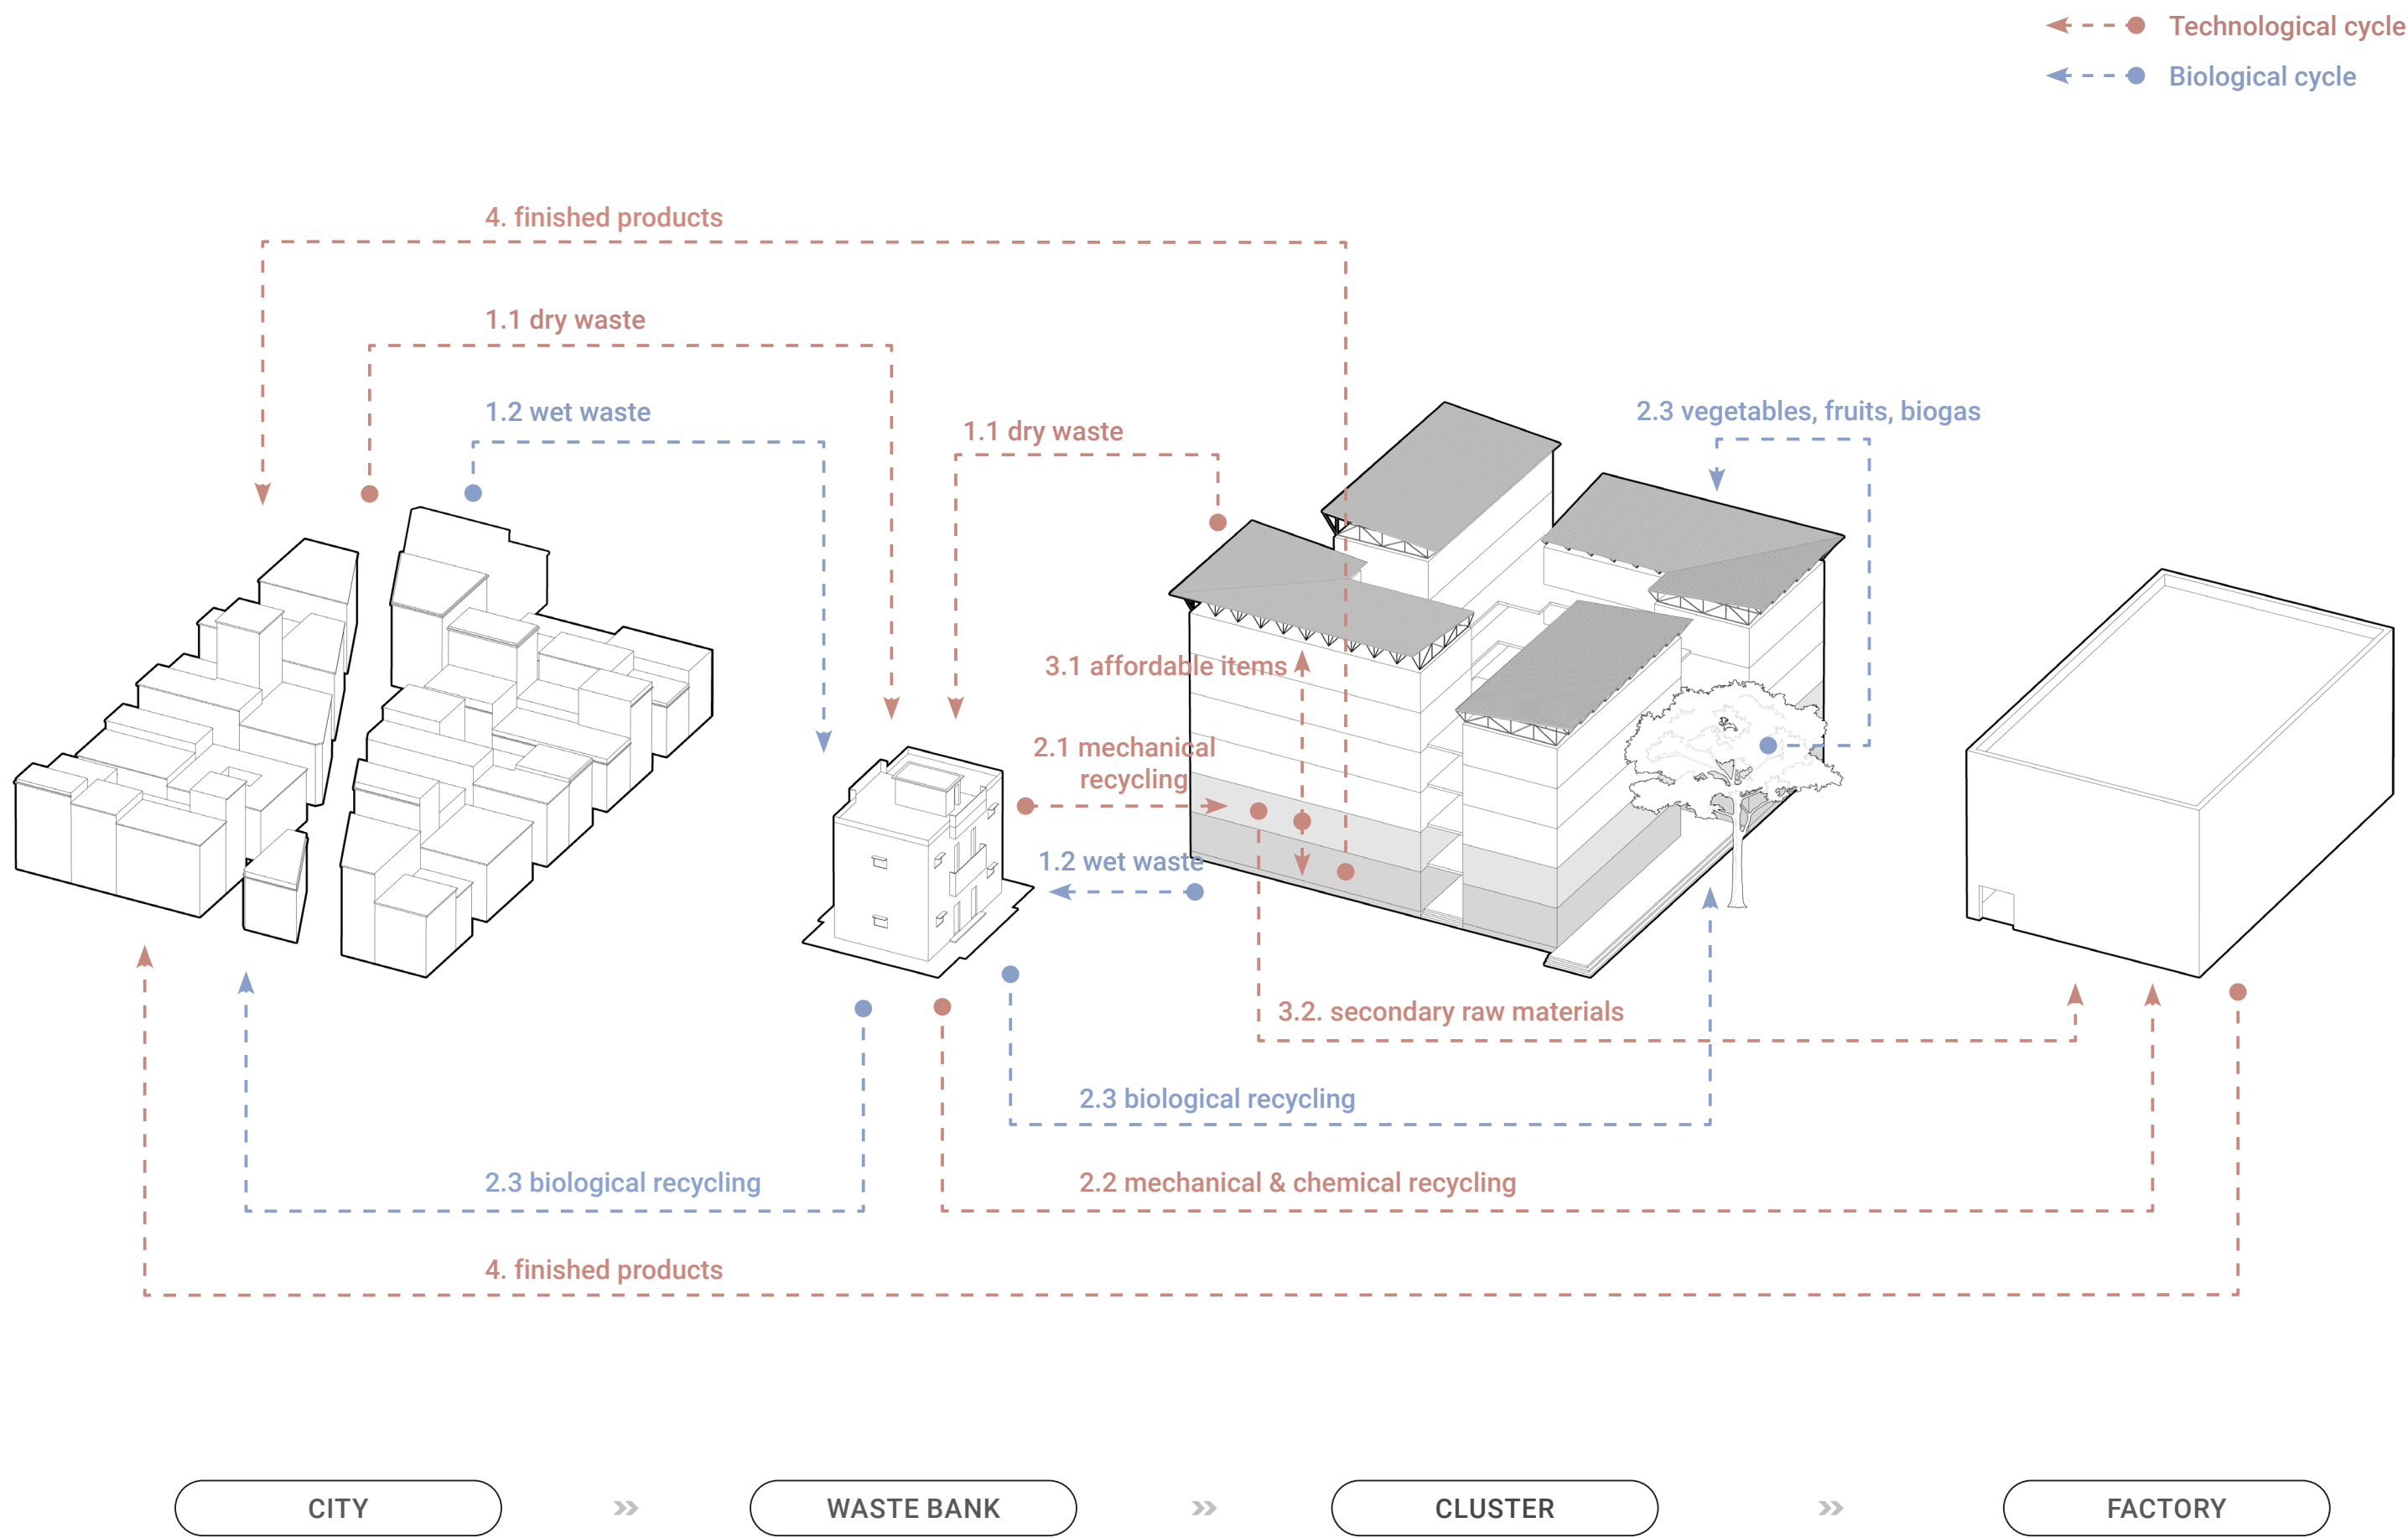 Technological cycle
Biological cycle
4. finished products
1.1 dry waste
1.2 wet waste
1.1 dry waste
2.3 vegetables, fruits, biogas
3.1 affordable items
2.1 mechanical
recycling
1.2 wet waste
3.2. secondary raw materials
2.3 biological recycling
2.3 biological recycling
2.2 mechanical & chemical recycling
4. finished products
CITY
WASTE BANK
CLUSTER
FACTORY